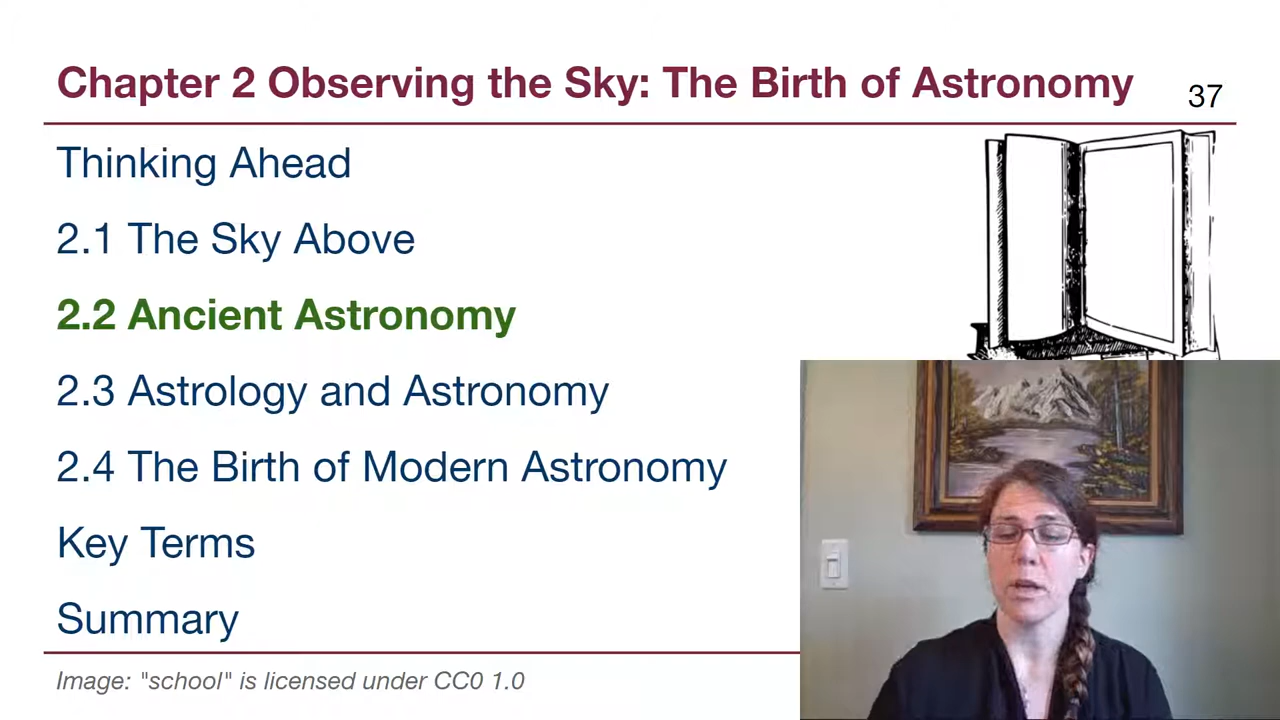 Chapter 2 Observing the Sky: The Birth of Astronomy
37
Thinking Ahead
2.1 The Sky Above
2.2 Ancient Astronomy
2.3 Astrology and Astronomy
2.4 The Birth of Modern Astronomy
Key Terms
Summary
Image: "school" is licensed under CC0 1.0